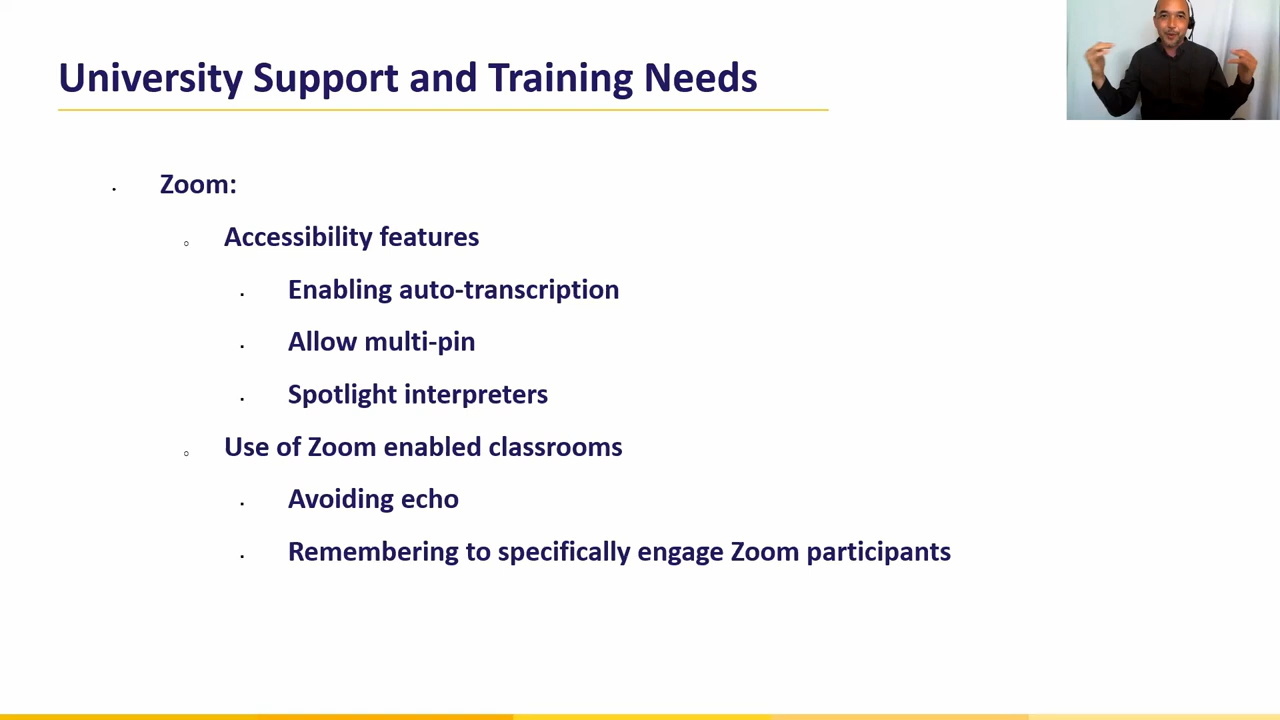 University Support and Training Needs
Zoom:
Accessibility features
Enabling auto-transcription
Allow multi-pin
Spotlight interpreters
Use of Zoom enabled classrooms
Avoiding echo
Remembering to specifically engage Zoom participants